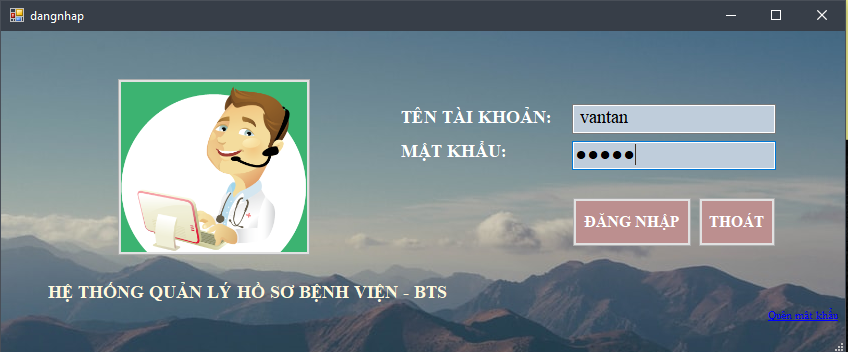 dangnhap
TÊN TÀI KHOẢN: vantan
MẬT KHẨU: ●●●●●
ĐĂNG NHẬP THOÁT
HỆ THỐNG QUẢN LÝ HỒ SƠ BỆNH VIỆN - BTS
Quên mật khẩu